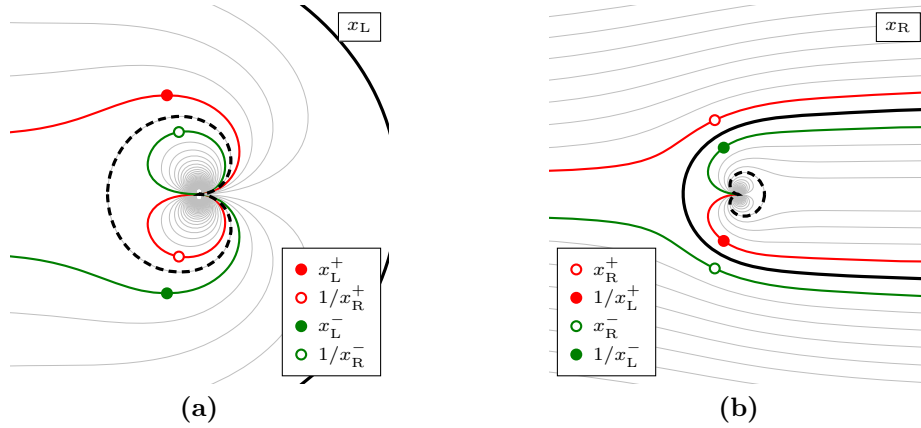 x_L
x_L^+
1/x_R^+
x_L^-
1/x_R^-
(a)
x_R
x_R^+
1/x_L^+
x_R^-
1/x_L^-
(b)